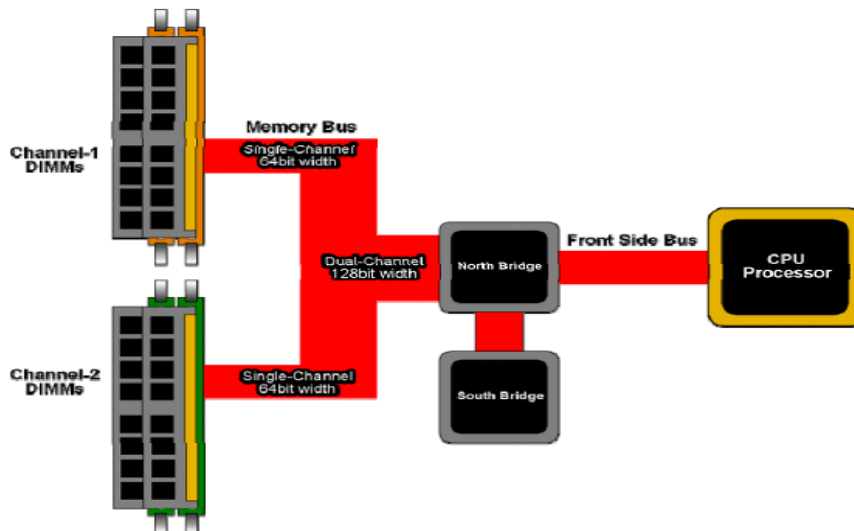 Memory Bus
Single-Channel
64bit width
Channel-1
DIMMs
Front Side Bus
CPU
Processor
Dual-Channel
128bit width
North Bridge
Channel-2
DIMMs
Single-Channel
64bit width
South Bridge